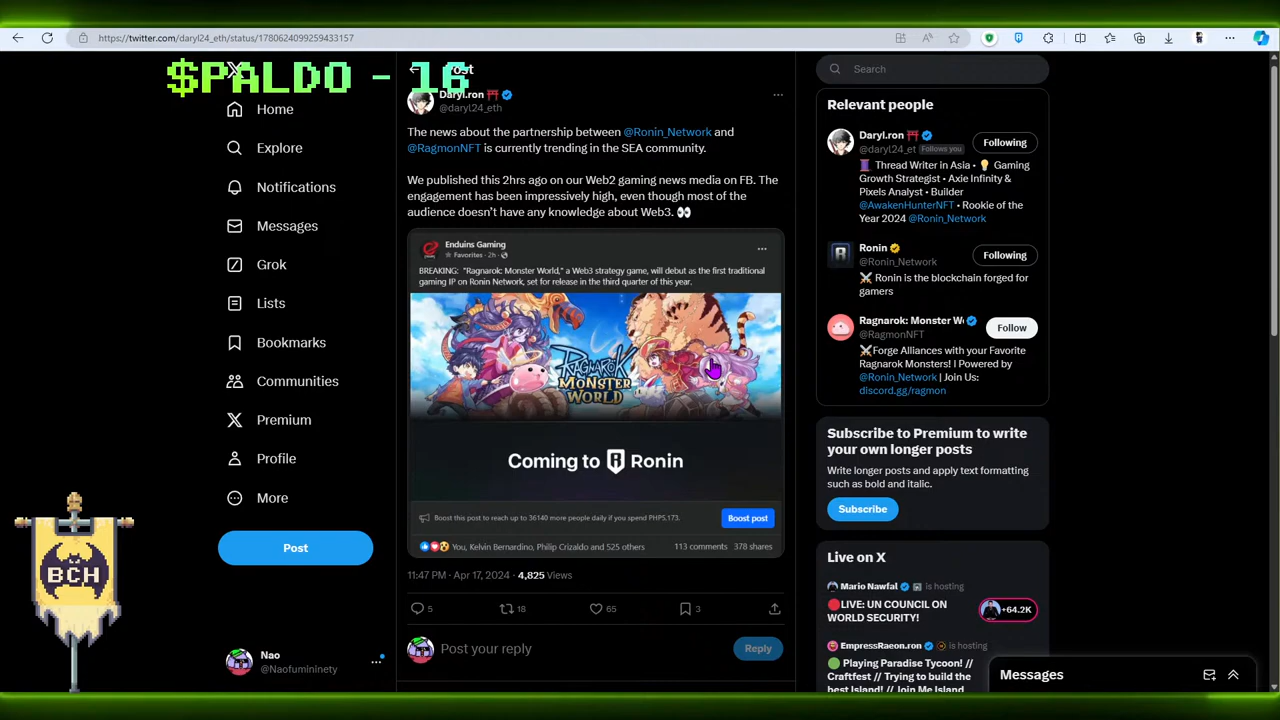 https://twitter.com/daryl24_eth/status/1780624099259433157
$PALDO - 16
Home
Explore
Notifications
Messages
Grok
Lists
Bookmarks
Communities
Premium
Profile
More
Post
Nao
@Naofumininety
BCH
Post
Daryl.ron
@daryl24_eth
The news about the partnership between @Ronin_Network and
@RagmonNFT is currently trending in the SEA community.
We published this 2hrs ago on our Web2 gaming news media on FB. The
engagement has been impressively high, even though most of the
audience doesn't have any knowledge about Web3. 👀
Enduins Gaming
Favorites · 2h ·
BREAKING: "Ragnarok: Monster World," a Web3 strategy game, will debut as the first traditional
gaming IP on Ronin Network, set for release in the third quarter of this year.
RAGNARÖK
MONSTER
WORLD
Coming to Ronin
Boost this post to reach up to 36140 more people daily if you spend PHP5,173.
Boost post
You, Kelvin Bernardino, Philip Crizaldo and 525 others
113 comments 378 shares
11:47 PM · Apr 17, 2024 · 4,825 Views
5
18
65
3
Post your reply
Reply
Search
Relevant people
Daryl.ron
@daryl24_et Follows you
Following
Thread Writer in Asia • 💡 Gaming
Growth Strategist • Axie Infinity &
Pixels Analyst • Builder
@AwakenHunterNFT • Rookie of the
Year 2024 @Ronin_Network
Ronin
@Ronin_Network
Following
⚔️ Ronin is the blockchain forged for
gamers
Ragnarok: Monster Wo
@RagmonNFT
Follow
⚔️Forge Alliances with your Favorite
Ragnarok Monsters! I Powered by
@Ronin_Network | Join Us:
discord.gg/ragmon
Subscribe to Premium to write
your own longer posts
Write longer posts and apply text formatting
such as bold and italic.
Subscribe
Live on X
Mario Nawfal is hosting
🔴LIVE: UN COUNCIL ON
WORLD SECURITY!
+64.2K
EmpressRaeon.ron is hosting
🟢 Playing Paradise Tycoon! //
Craftfest // Trying to build the
best Island! // Join Me Island
Messages